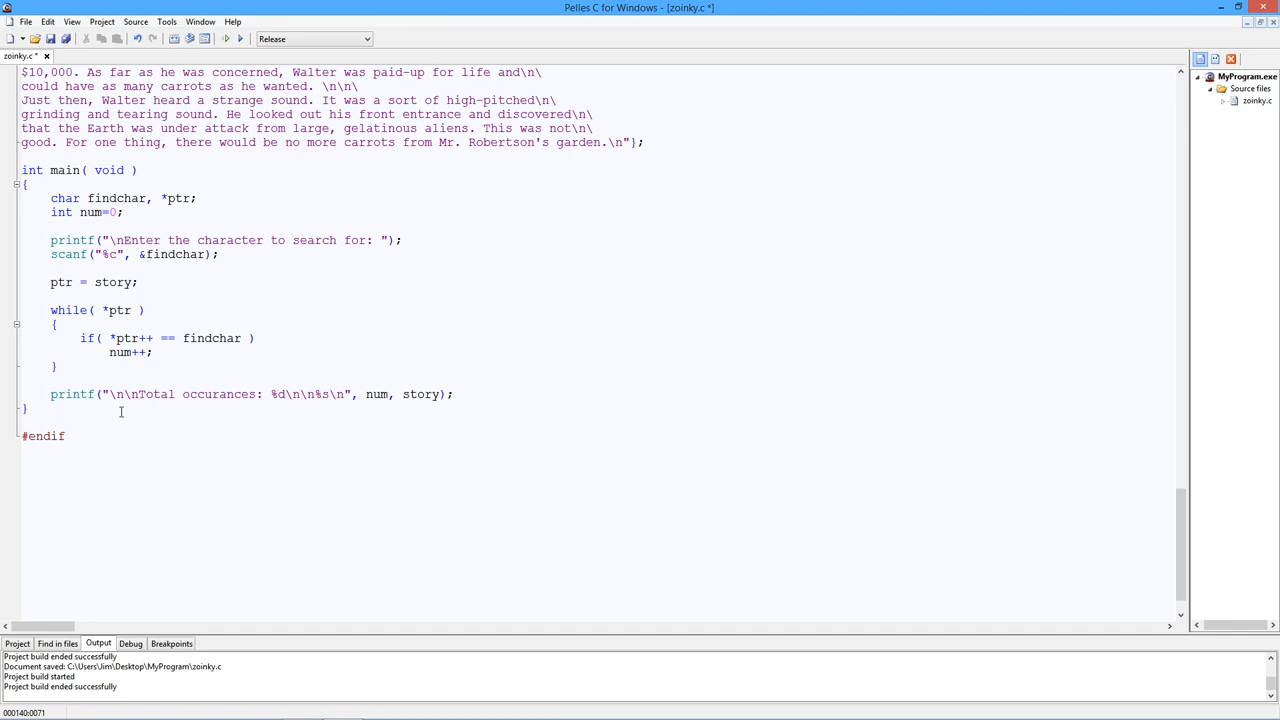 Pelles C for Windows - [zoinky.c *]
File Edit View Project Source Tools Window Help
Release
zoinky.c *
$10,000. As far as he was concerned, Walter was paid-up for life and\n\
could have as many carrots as he wanted. \n\n\
Just then, Walter heard a strange sound. It was a sort of high-pitched\n\
grinding and tearing sound. He looked out his front entrance and discovered\n\
that the Earth was under attack from large, gelatinous aliens. This was not\n\
good. For one thing, there would be no more carrots from Mr. Robertson's garden.\n"};
int main( void )
{
char findchar, *ptr;
int num=0;
printf("\nEnter the character to search for: ");
scanf("%c", &findchar);
ptr = story;
while( *ptr )
{
if( *ptr++ == findchar )
num++;
}
printf("\n\nTotal occurances: %d\n\n%s\n", num, story);
}
#endif
MyProgram.exe
Source files
zoinky.c
Project Find in files Output Debug Breakpoints
Project build ended successfully
Document saved: C:\Users\Jim\Desktop\MyProgram\zoinky.c
Project build started
Project build ended successfully
000140:0071